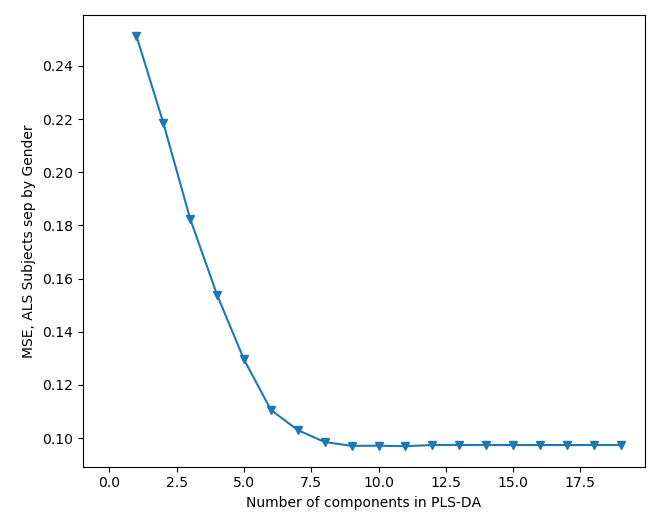 0.24
0.22
0.20
0.18
0.16
0.14
0.12
0.10
MSE, ALS Subjects sep by Gender
0.0 2.5 5.0 7.5 10.0 12.5 15.0 17.5
Number of components in PLS-DA